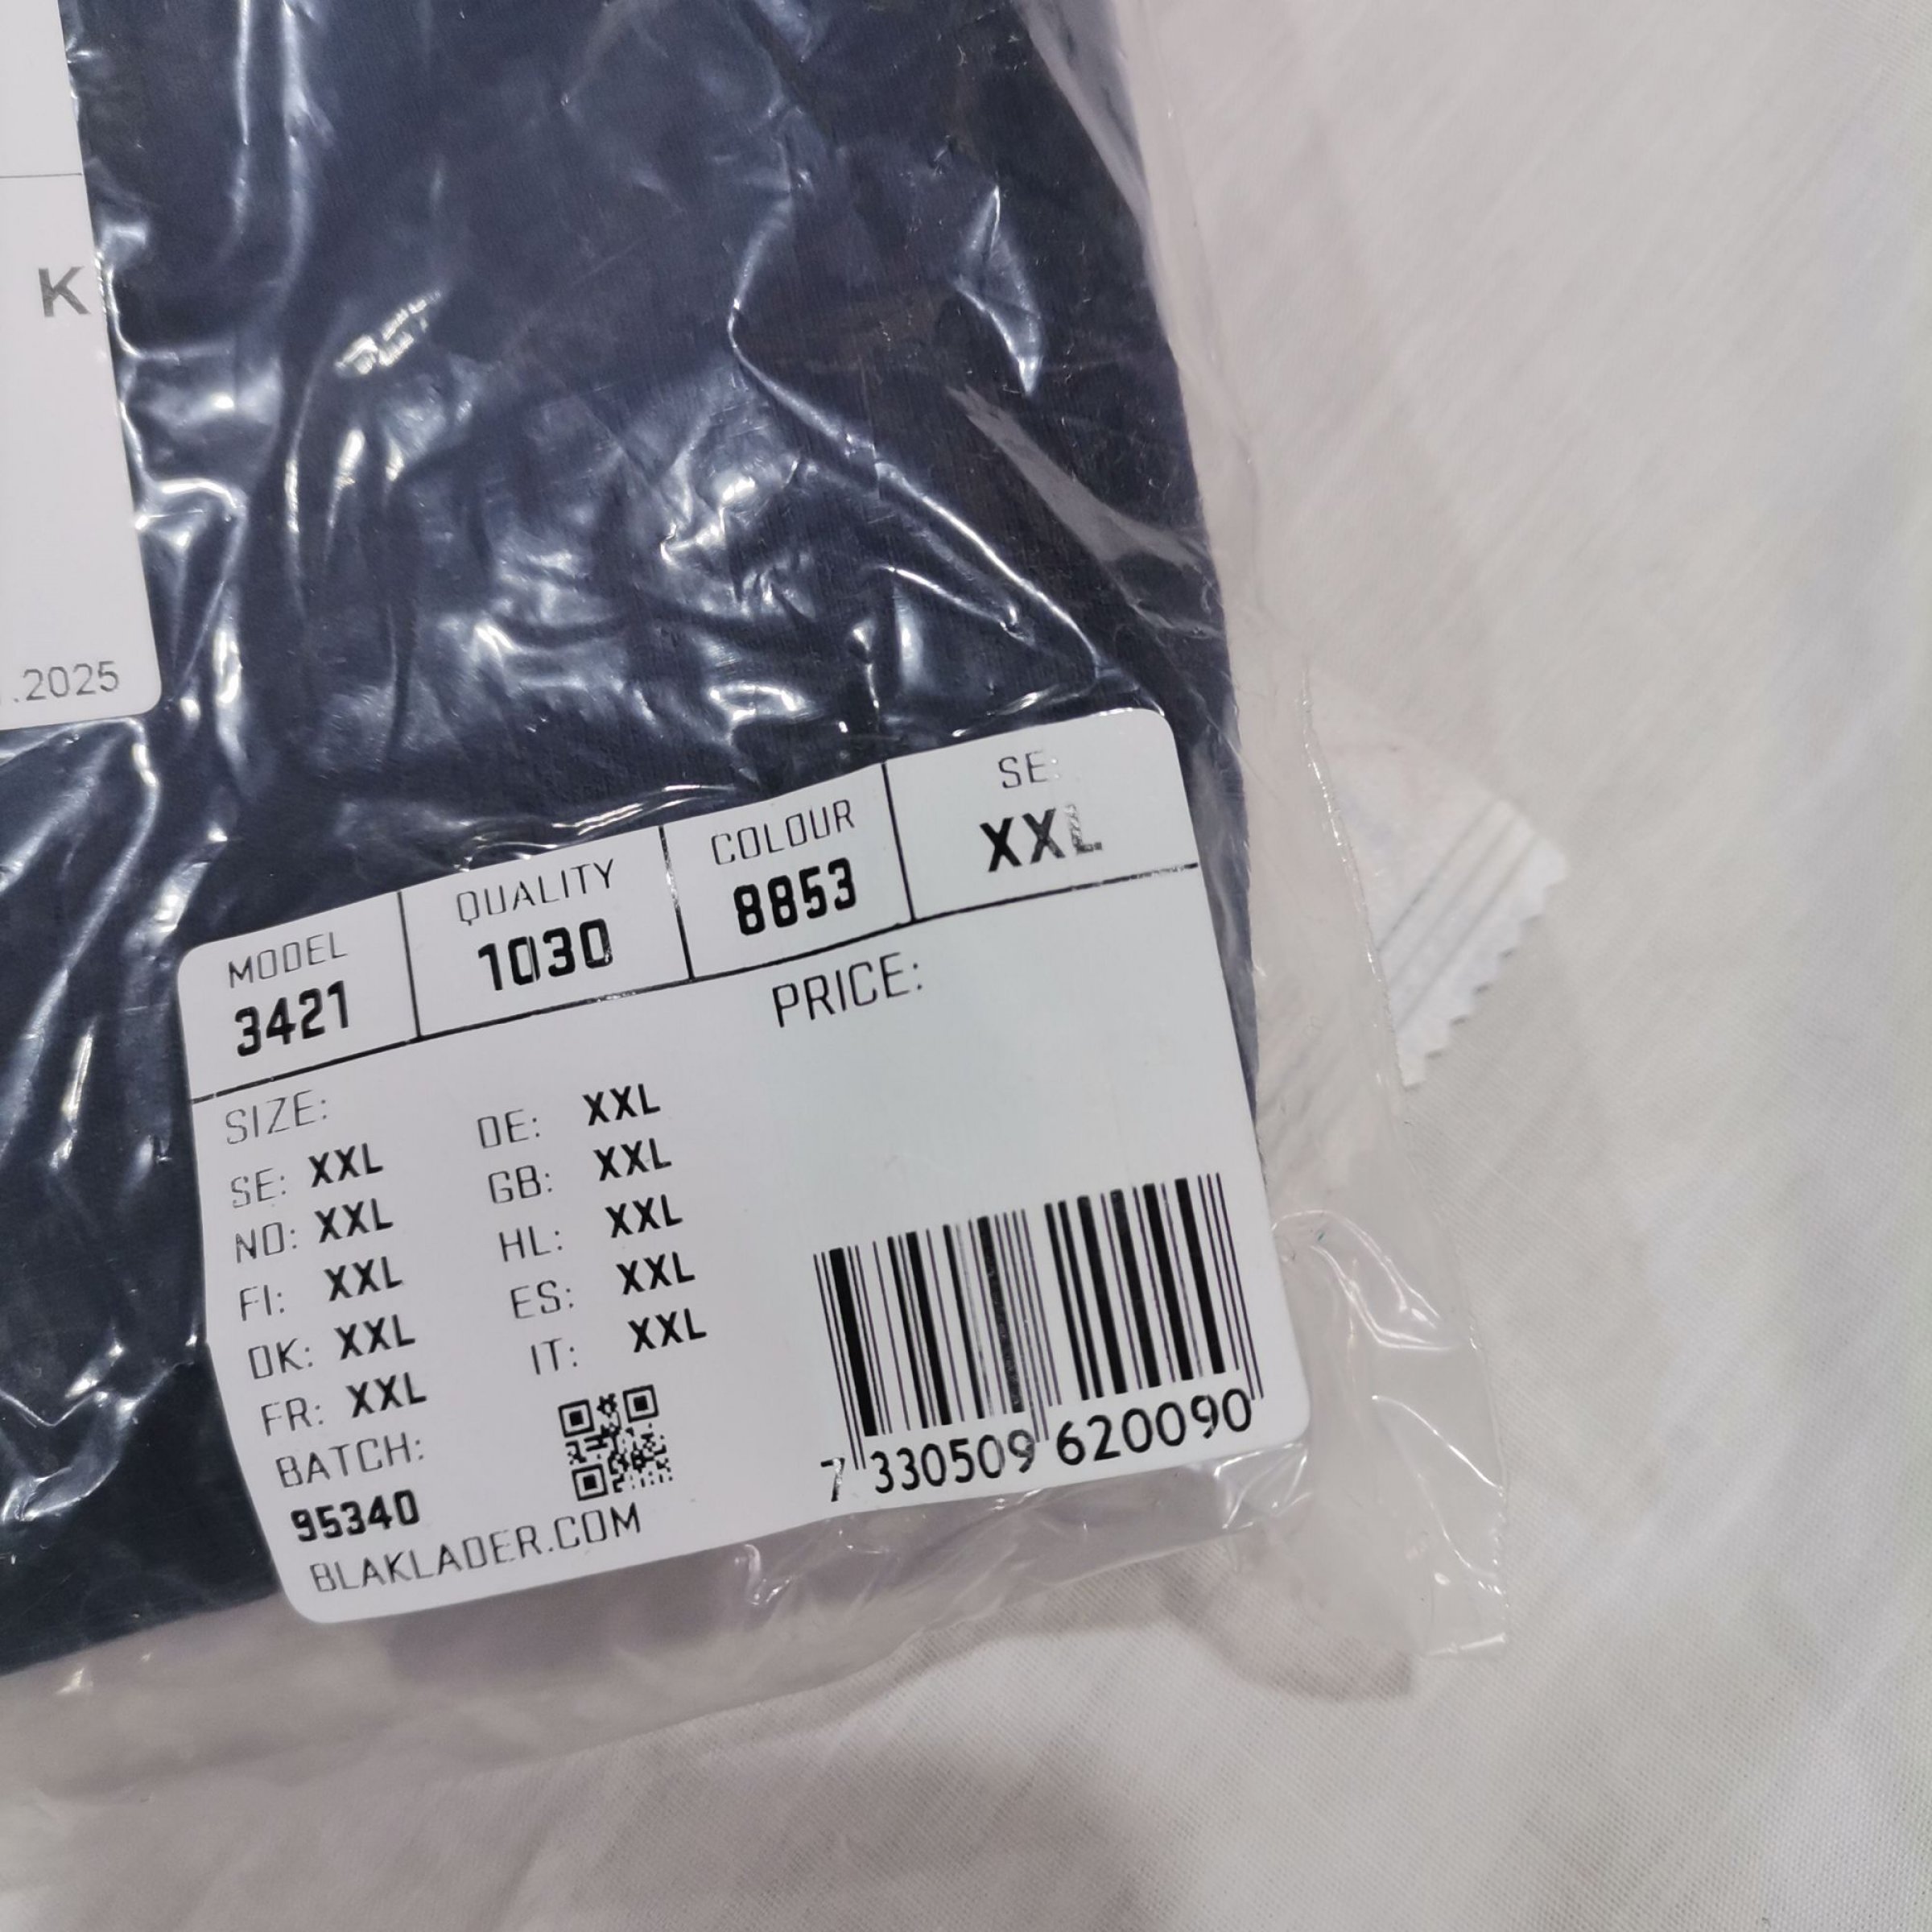 K
.2025
MODEL QUALITY COLOUR SE:
3421 1030 8853 XXL
PRICE:
SIZE:
SE: XXL DE: XXL
NO: XXL GB: XXL
FI: XXL HL: XXL
DK: XXL ES: XXL
FR: XXL IT: XXL
BATCH:
95340
BLAKLADER.COM
7 330509 620090